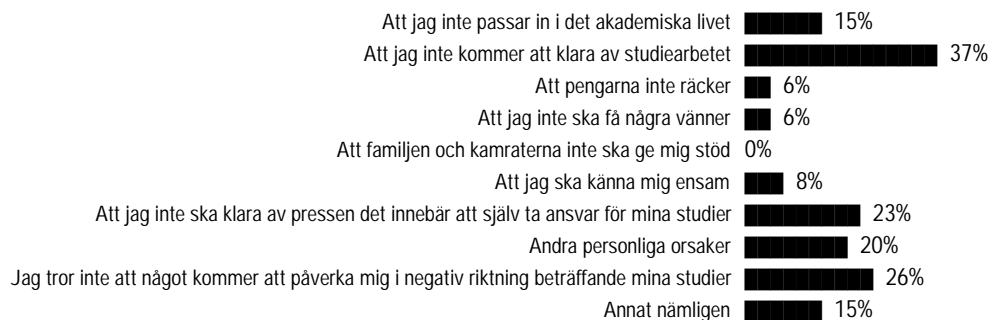 Att jag inte passar in i det akademiska livet 15%
Att jag inte kommer att klara av studiearbetet 37%
Att pengarna inte räcker 6%
Att jag inte ska få några vänner 6%
Att familjen och kamraterna inte ska ge mig stöd 0%
Att jag ska känna mig ensam 8%
Att jag inte ska klara av pressen det innebär att själv ta ansvar för mina studier 23%
Andra personliga orsaker 20%
Jag tror inte att något kommer att påverka mig i negativ riktning beträffande mina studier 26%
Annat nämligen 15%